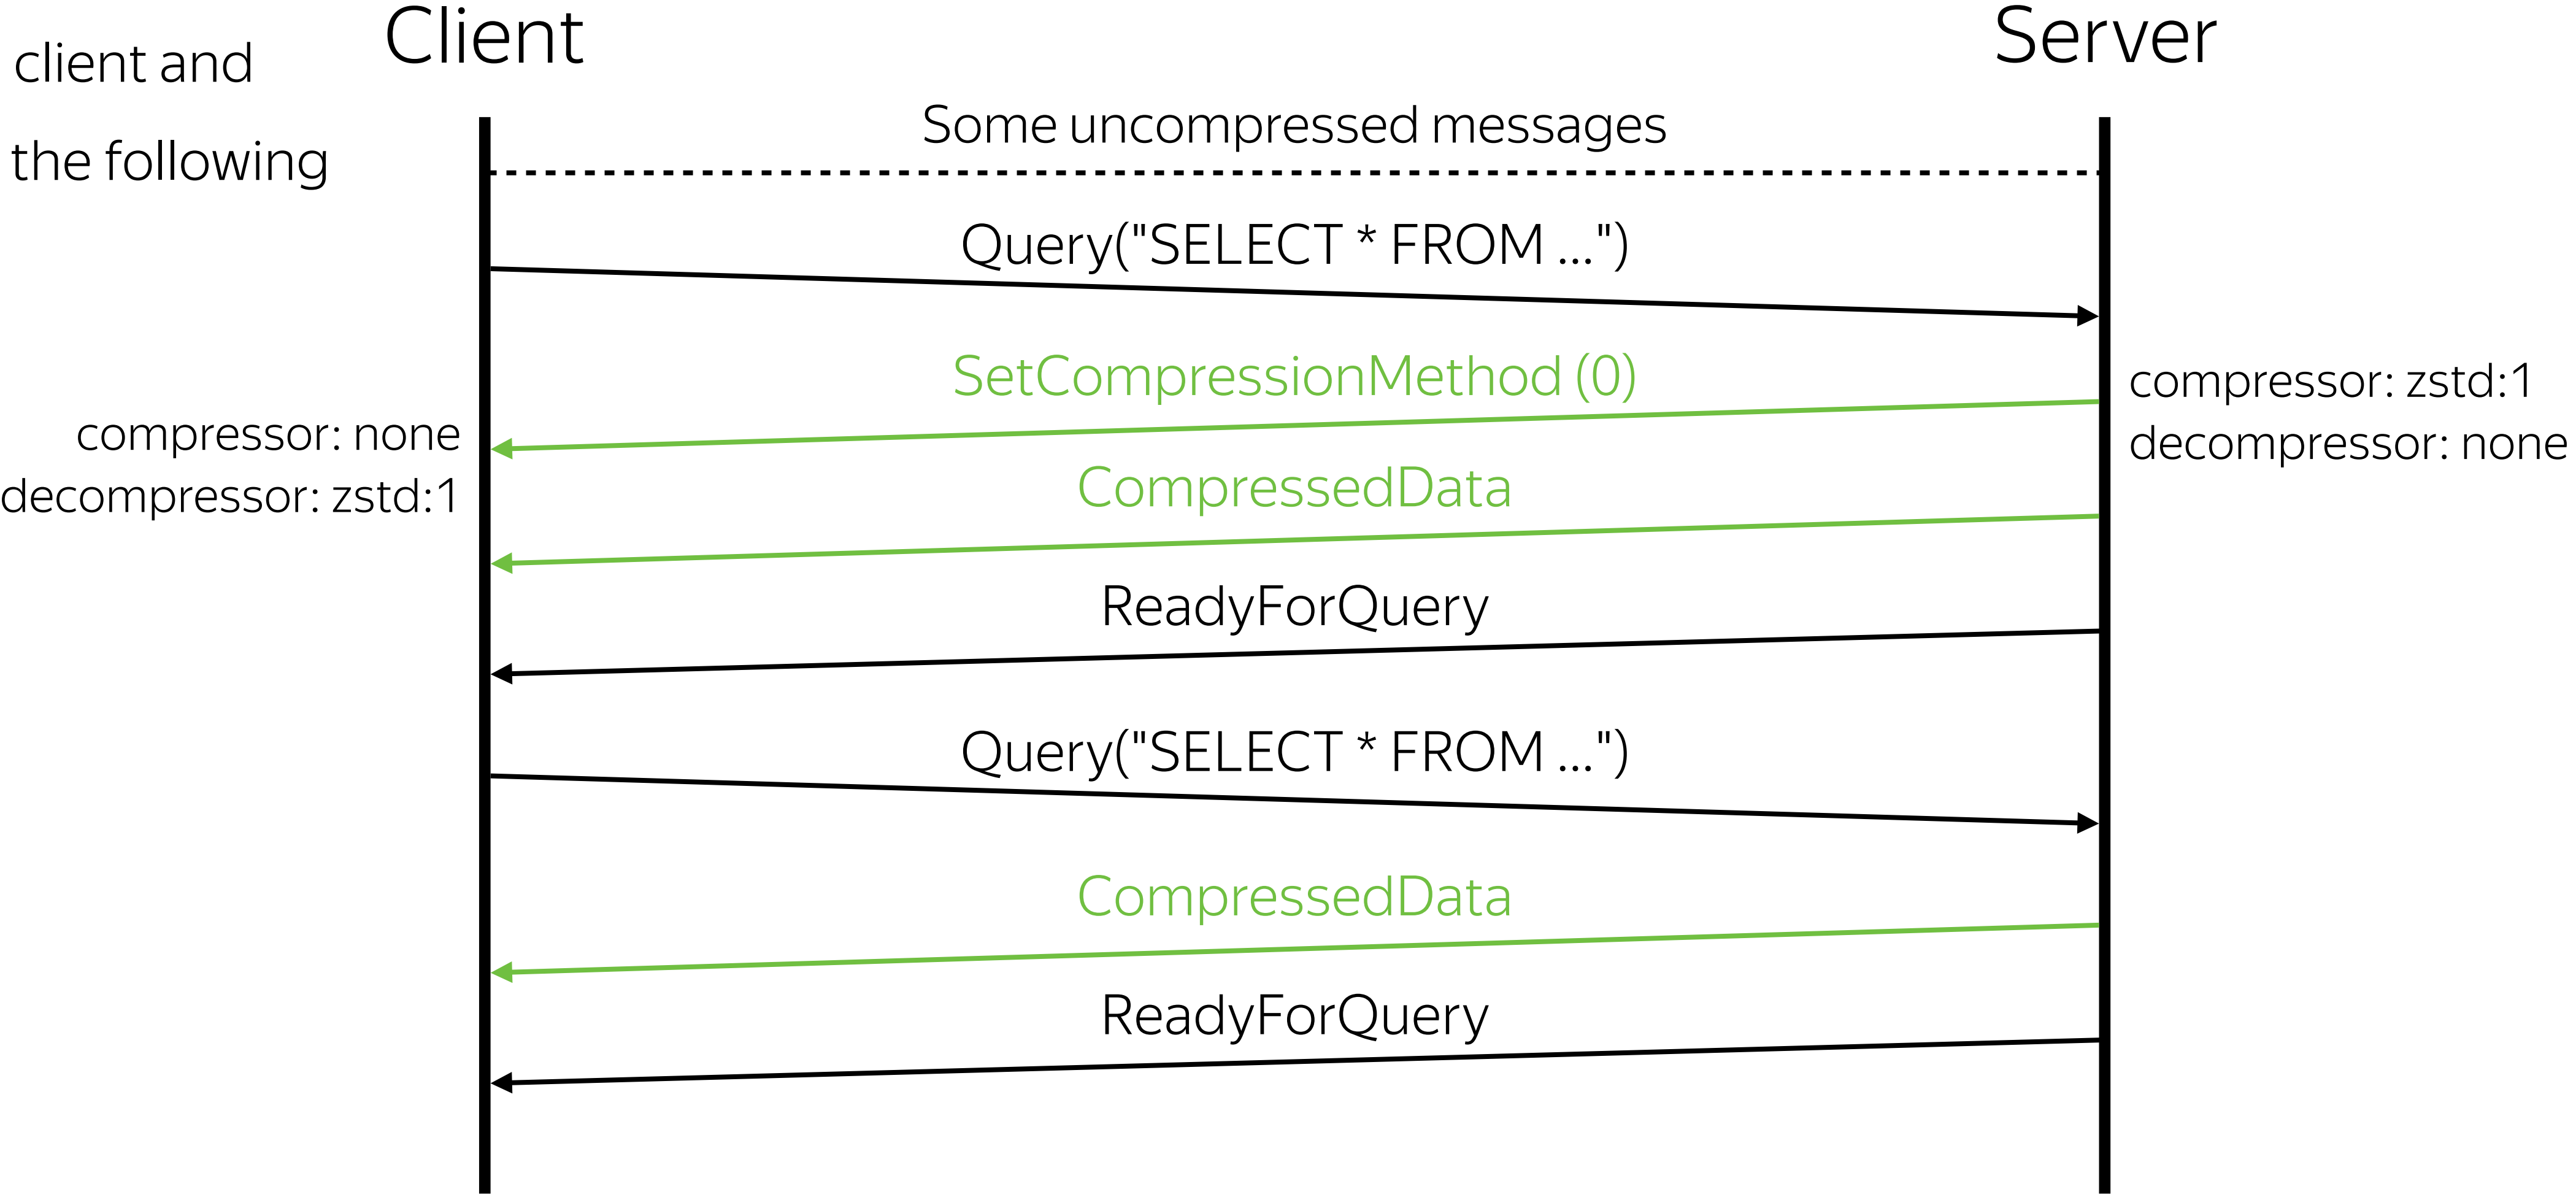 Client
Server
client and
the following
Some uncompressed messages
Query("SELECT * FROM ...")
SetCompressionMethod (0)
compressor: zstd:1
decompressor: none
compressor: none
decompressor: zstd:1
CompressedData
ReadyForQuery
Query("SELECT * FROM ...")
CompressedData
ReadyForQuery